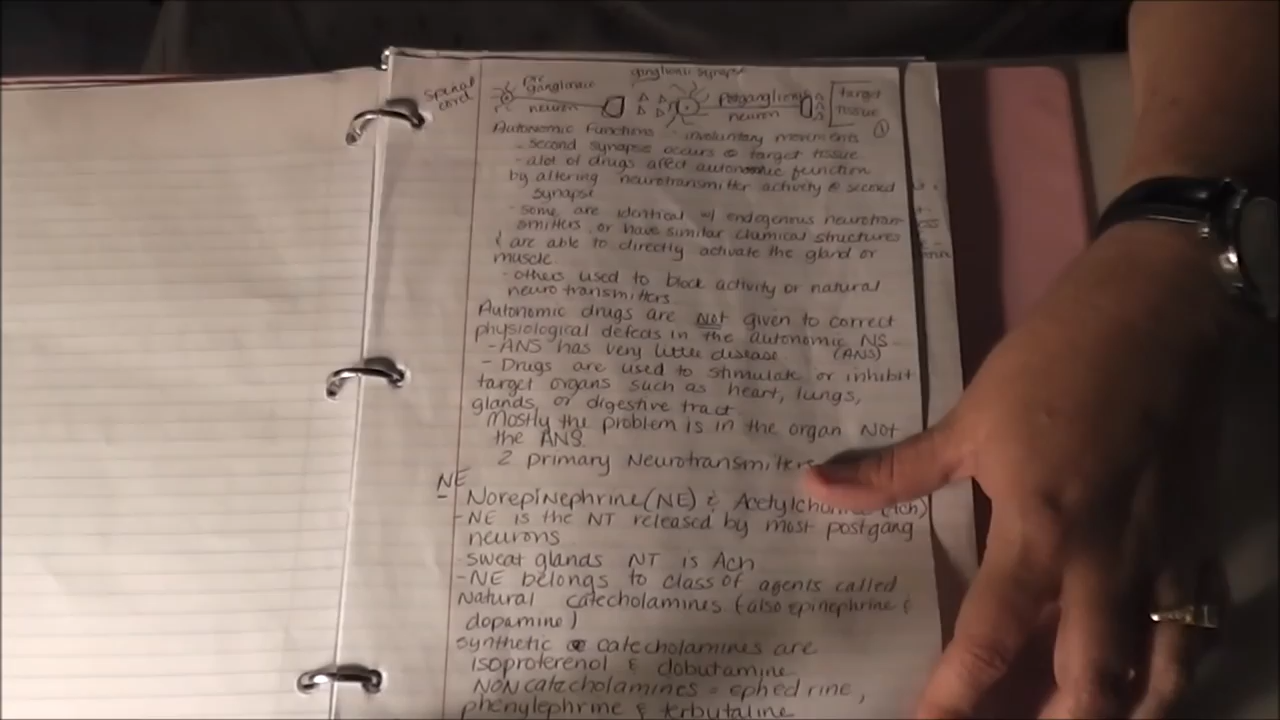 ganglionic synapse
spinal cord
pre ganglionic neuron
postganglionic neuron
target tissue
Autonomic Functions - involuntary movements ①
- second synapse occurs @ target tissue
- alot of drugs afect autonomic function
by altering neurotransmitter activity @ second
synapse
- some are identical w/ endogenous neurotran-
smitters or have similar chemical structures
& are able to directly activate the gland or
muscle.
- others used to block activity or natural
neurotransmitters.
Autonomic drugs are NOT given to correct
physiological defects in the autonomic NS
- ANS has very little disease (ANS)
- Drugs are used to stimulate or inhibit
target organs such as heart, lungs,
glands, or digestive tract
Mostly the problem is in the organ NOT
the ANS.
2 primary Neurotransmitters
NE
Norepinephrine (NE) &
- NE is the NT released by most postgang
neurons
- sweat glands NT is Ach
- NE belongs to class of agents called
Natural catecholamines (also epinephrine &
dopamine)
synthetic catecholamines are
isoproterenol & dobutamine
NONcatecholamines = ephedrine,
phenylephrine & terbutaline